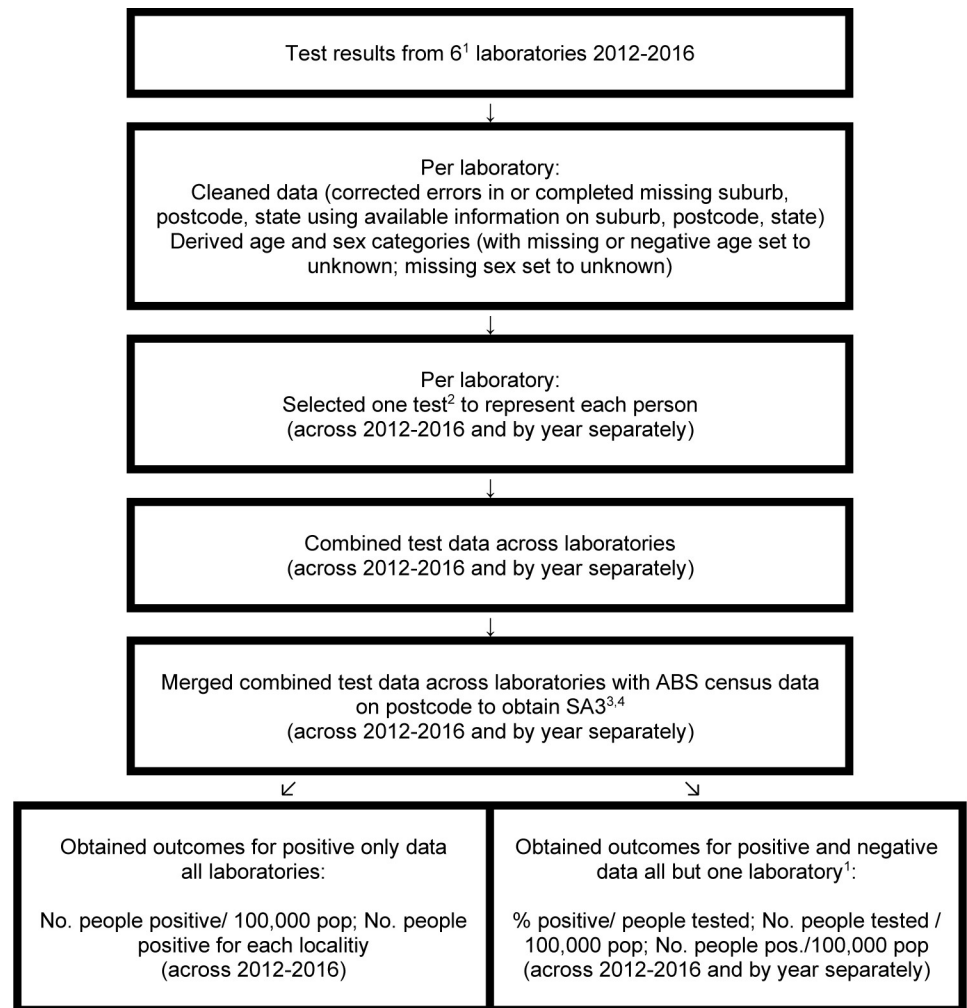 Test results from 6¹ laboratories 2012-2016
↓
Per laboratory:
Cleaned data (corrected errors in or completed missing suburb,
postcode, state using available information on suburb, postcode, state)
Derived age and sex categories (with missing or negative age set to
unknown; missing sex set to unknown)
↓
Per laboratory:
Selected one test² to represent each person
(across 2012-2016 and by year separately)
↓
Combined test data across laboratories
(across 2012-2016 and by year separately)
↓
Merged combined test data across laboratories with ABS census data
on postcode to obtain SA3³,⁴
(across 2012-2016 and by year separately)
↙ ↘
Obtained outcomes for positive only data
all laboratories:
No. people positive/ 100,000 pop; No. people
positive for each localitiy
(across 2012-2016)
Obtained outcomes for positive and negative
data all but one laboratory¹:
% positive/ people tested; No. people tested /
100,000 pop; No. people pos./100,000 pop
(across 2012-2016 and by year separately)